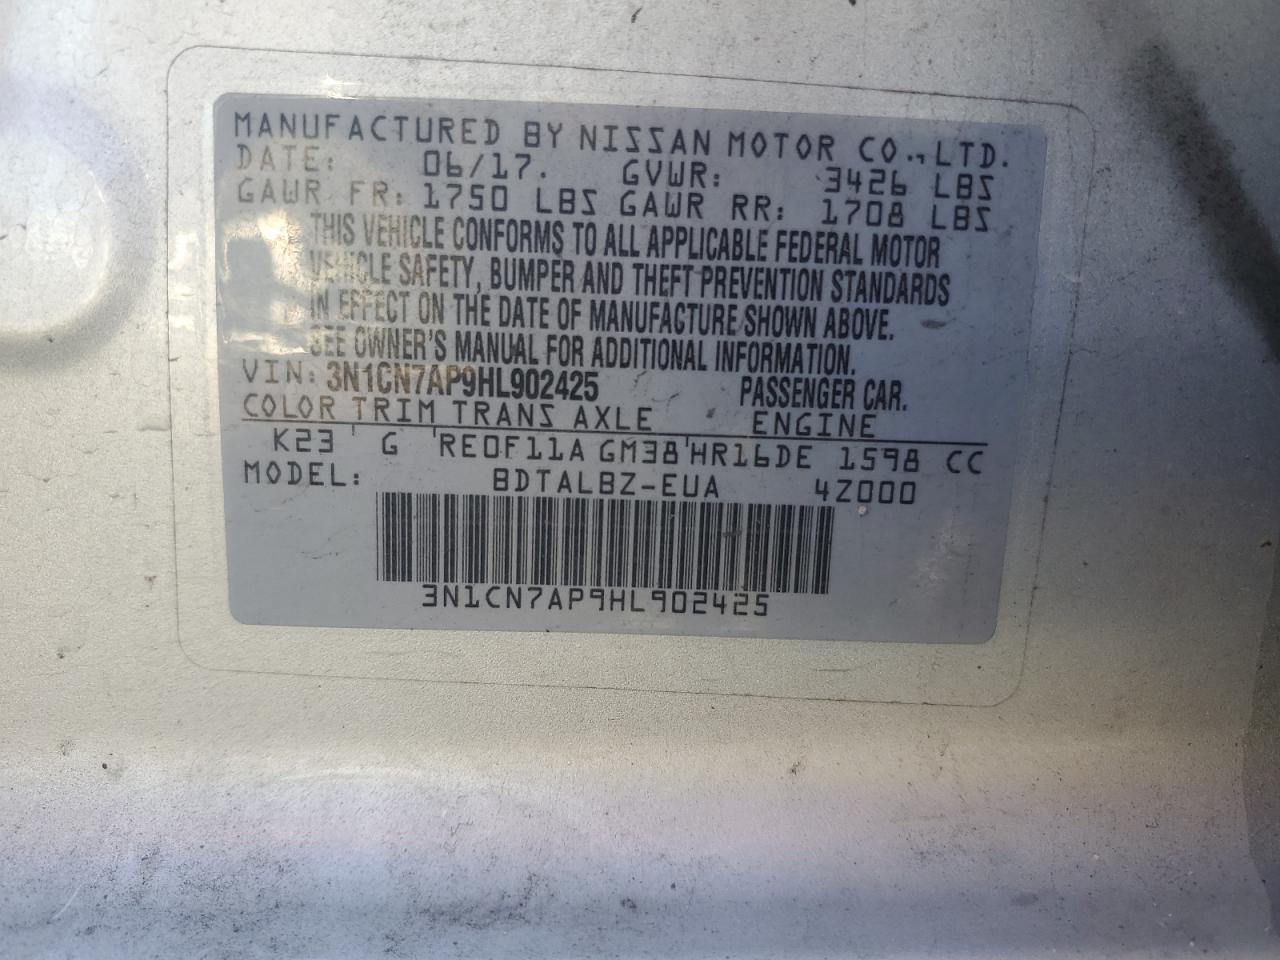 MANUFACTURED BY NISSAN MOTOR CO., LTD.
DATE: 06/17. GVWR: 3426 LBS
GAWR FR: 1750 LBS GAWR RR: 1708 LBS
THIS VEHICLE CONFORMS TO ALL APPLICABLE FEDERAL MOTOR
VEHICLE SAFETY, BUMPER AND THEFT PREVENTION STANDARDS
IN EFFECT ON THE DATE OF MANUFACTURE SHOWN ABOVE.
SEE OWNER'S MANUAL FOR ADDITIONAL INFORMATION.
VIN: 3N1CN7AP9HL902425 PASSENGER CAR.
COLOR TRIM TRANS AXLE ENGINE
K23 ' G ' RE0F11A GM38 ' HR16DE 1598 CC
MODEL: BDTALBZ-EUA 4Z000
3N1CN7AP9HL902425